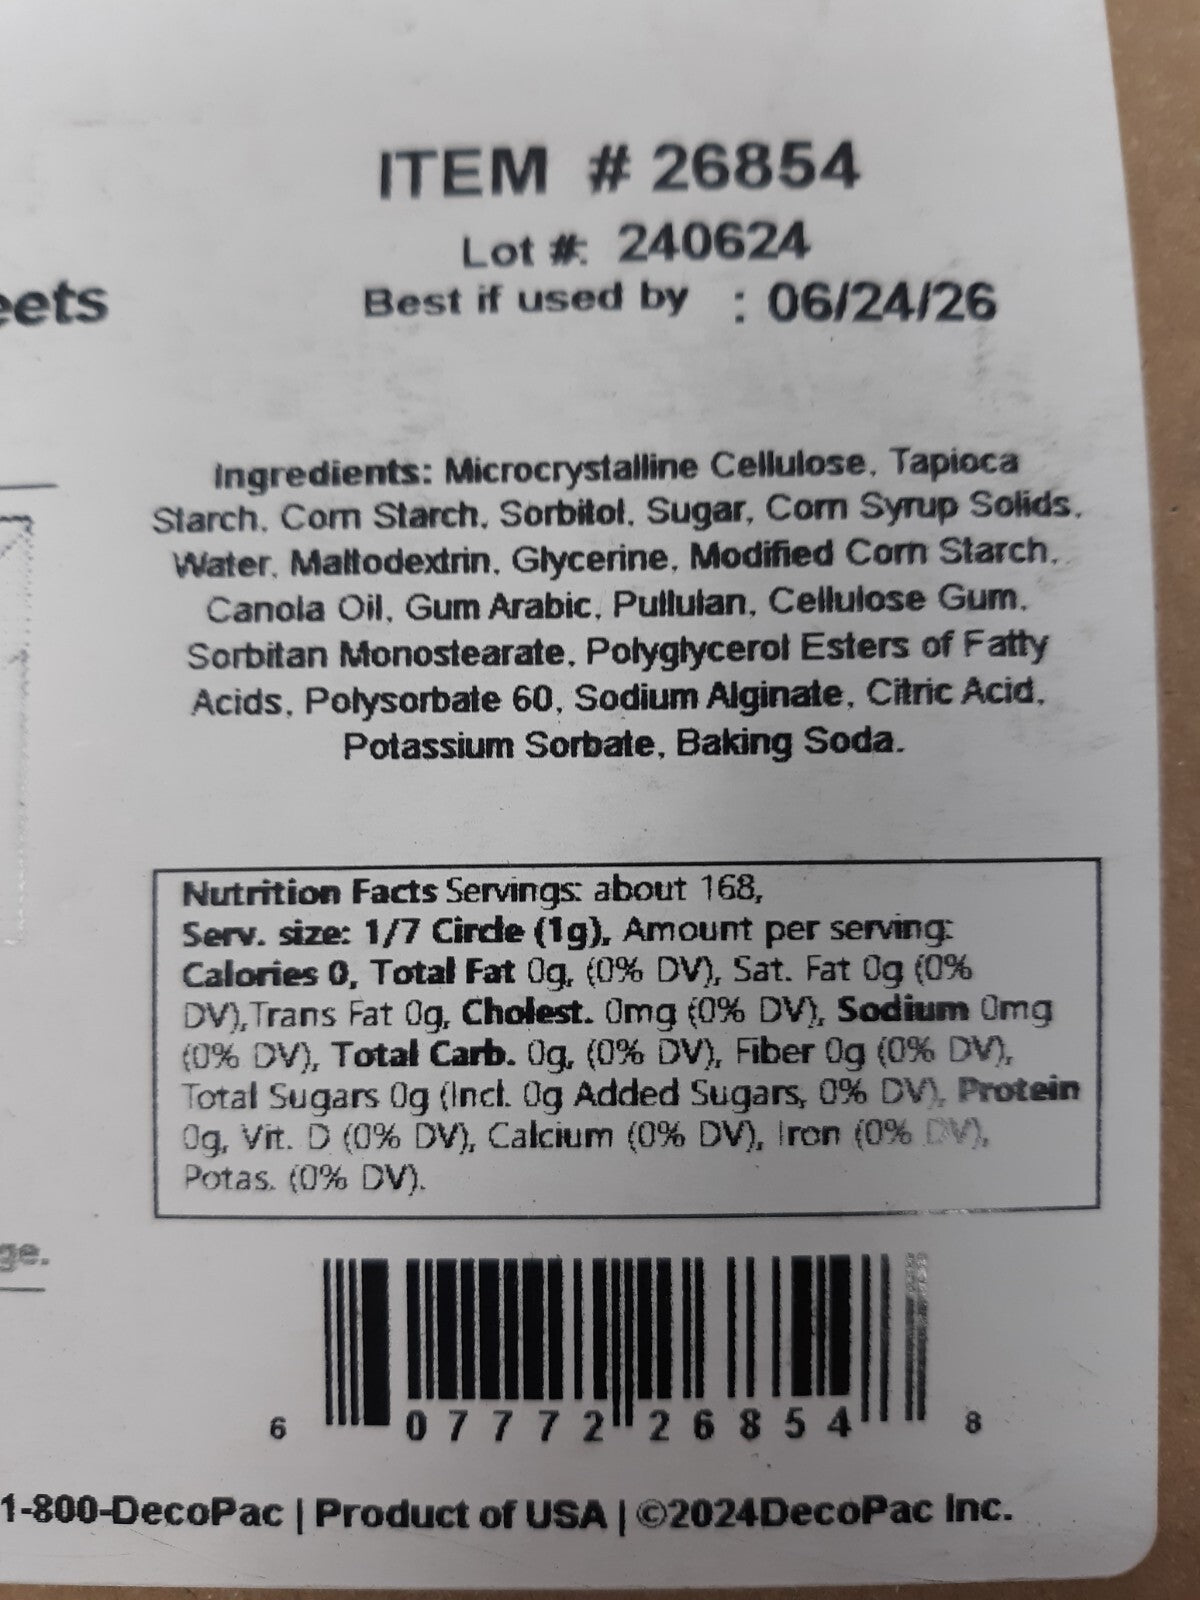 ITEM # 26854
Lot #: 240624
eets
Best if used by : 06/24/26
Ingredients: Microcrystalline Cellulose, Tapioca
Starch, Corn Starch, Sorbitol, Sugar, Corn Syrup Solids,
Water, Maltodextrin, Glycerine, Modified Corn Starch,
Canola Oil, Gum Arabic, Pullulan, Cellulose Gum,
Sorbitan Monostearate, Polyglycerol Esters of Fatty
Acids, Polysorbate 60, Sodium Alginate, Citric Acid,
Potassium Sorbate, Baking Soda.
Nutrition Facts Servings: about 168,
Serv. size: 1/7 Circle (1g), Amount per serving:
Calories 0, Total Fat 0g, (0% DV), Sat. Fat 0g (0%
DV),Trans Fat 0g, Cholest. 0mg (0% DV), Sodium 0mg
(0% DV), Total Carb. 0g, (0% DV), Fiber 0g (0% DV),
Total Sugars 0g (Incl. 0g Added Sugars, 0% DV), Protein
0g, Vit. D (0% DV), Calcium (0% DV), Iron (0% DV),
Potas. (0% DV).
ge.
6 07772 26854 8
1-800-DecoPac | Product of USA | ©2024DecoPac Inc.